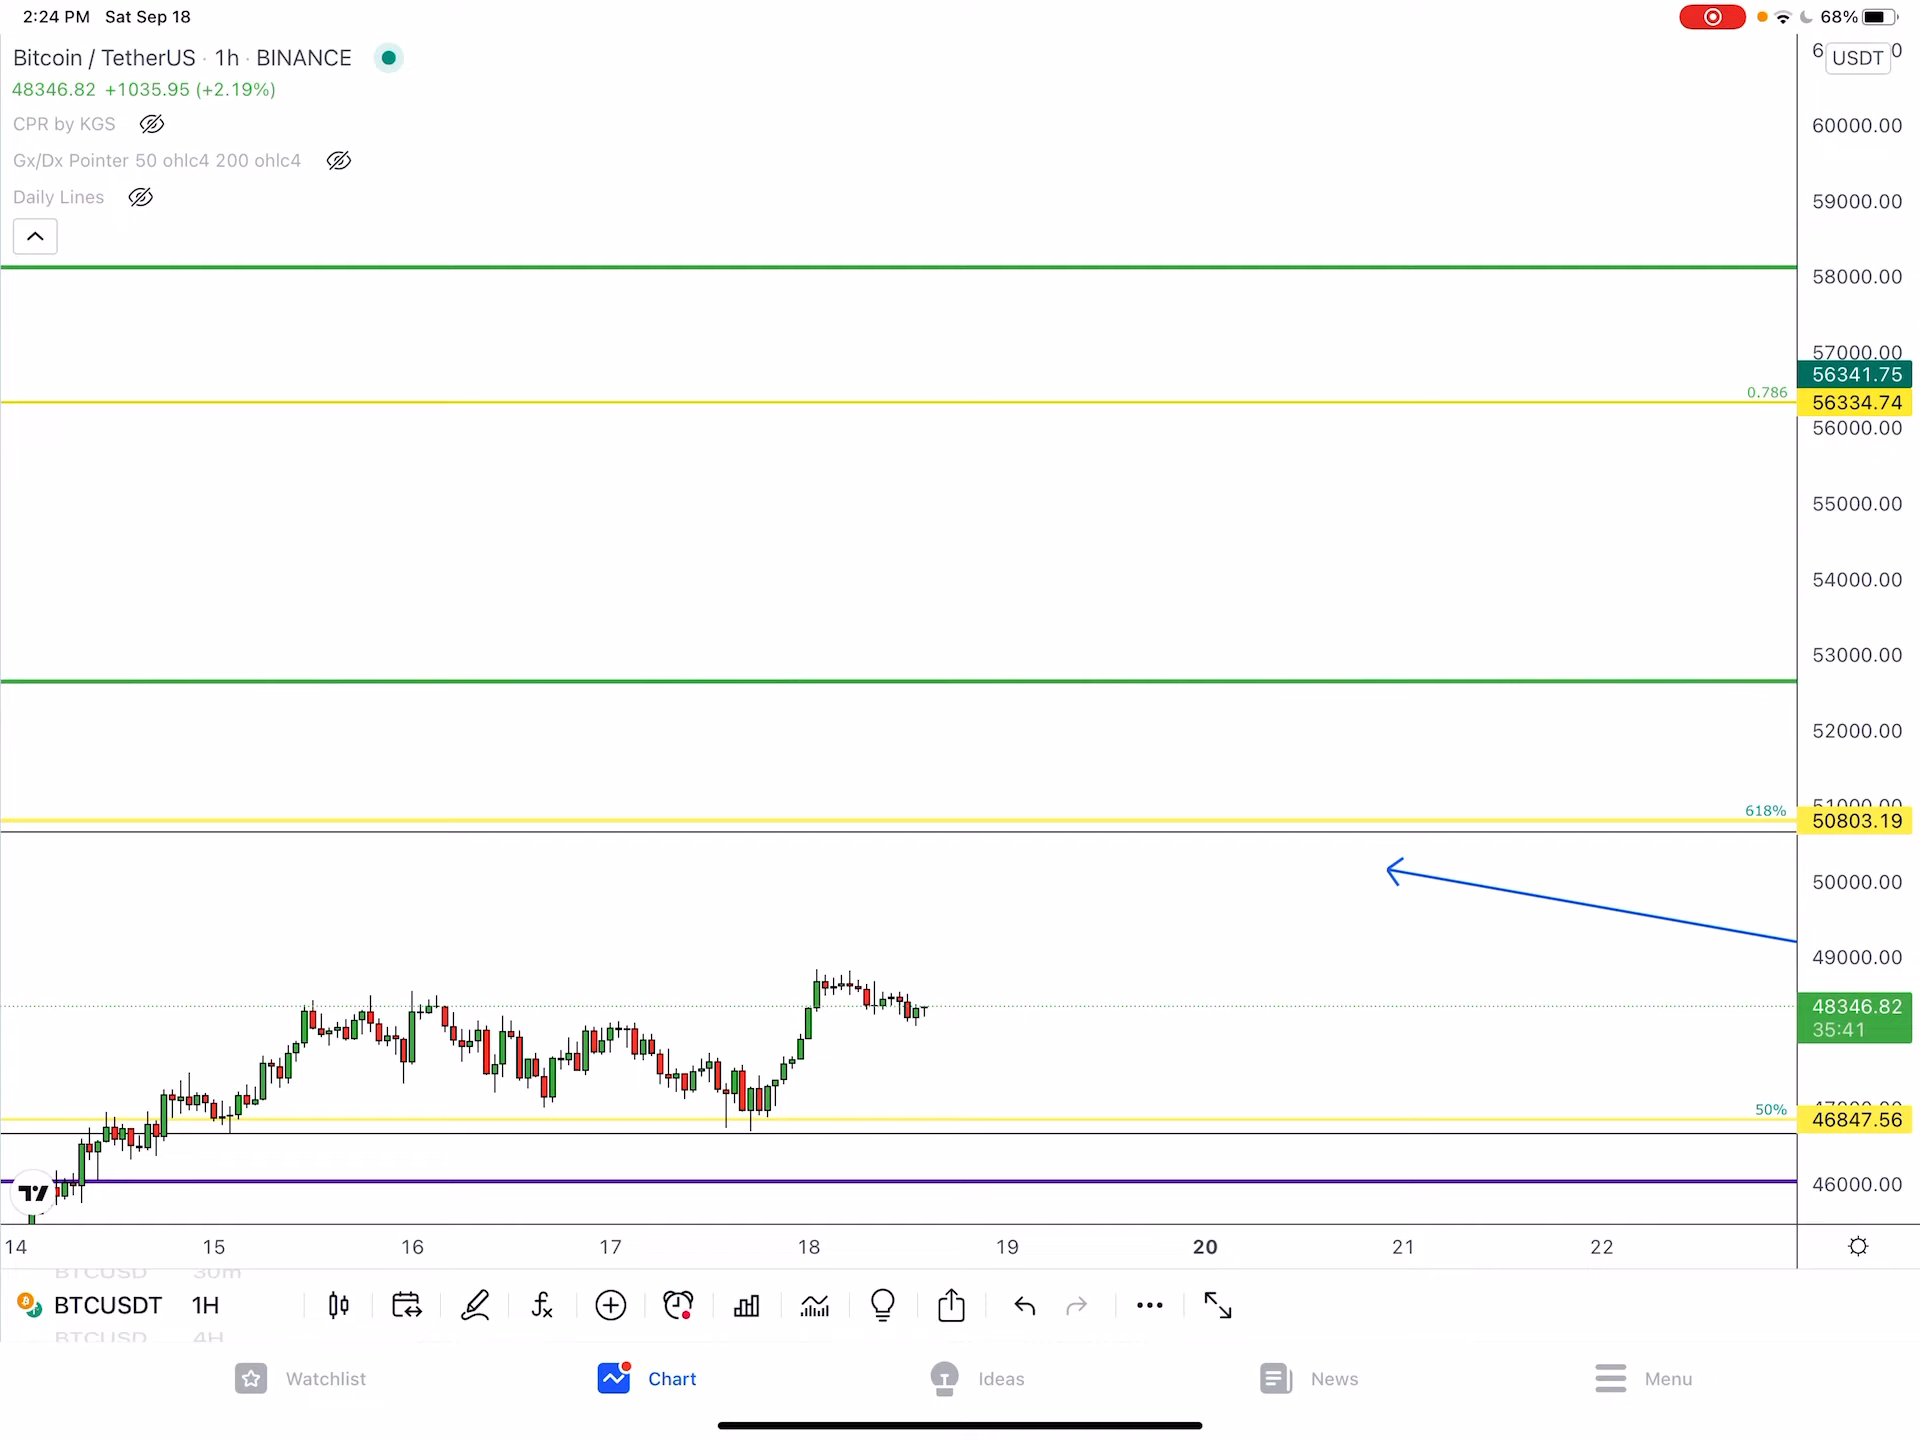 2:24 PM Sat Sep 18
68%
Bitcoin / TetherUS · 1h · BINANCE
48346.82 +1035.95 (+2.19%)
CPR by KGS
Gx/Dx Pointer 50 ohlc4 200 ohlc4
Daily Lines
USDT
60000.00
59000.00
58000.00
57000.00
56341.75
0.786
56334.74
56000.00
55000.00
54000.00
53000.00
52000.00
51000.00
618%
50803.19
50000.00
49000.00
48346.82
35:41
47000.00
50%
46847.56
46000.00
14 15 16 17 18 19 20 21 22
BTCUSD 30m
BTCUSDT 1H
BTCUSD 4H
Watchlist Chart Ideas News Menu